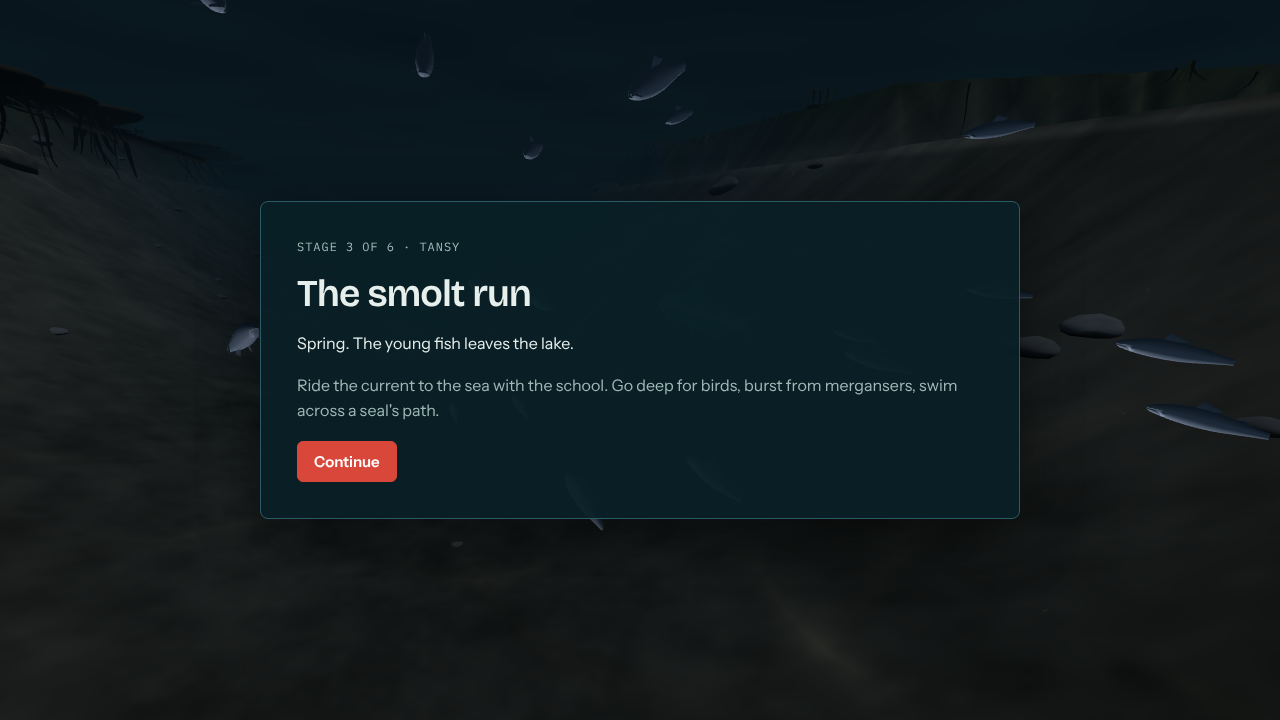 STAGE 3 OF 6 · TANSY
The smolt run
Spring. The young fish leaves the lake.
Ride the current to the sea with the school. Go deep for birds, burst from mergansers, swim
across a seal's path.
Continue